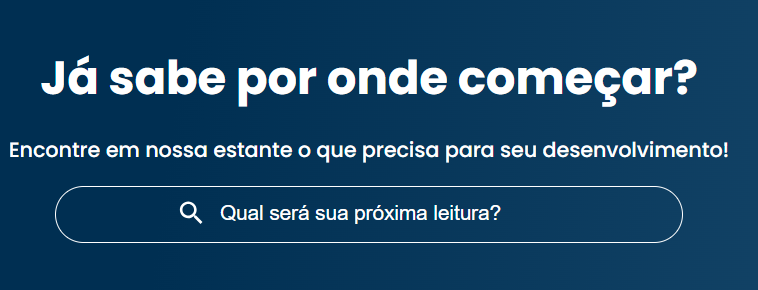 Já sabe por onde começar?
Encontre em nossa estante o que precisa para seu desenvolvimento!
Qual será sua próxima leitura?